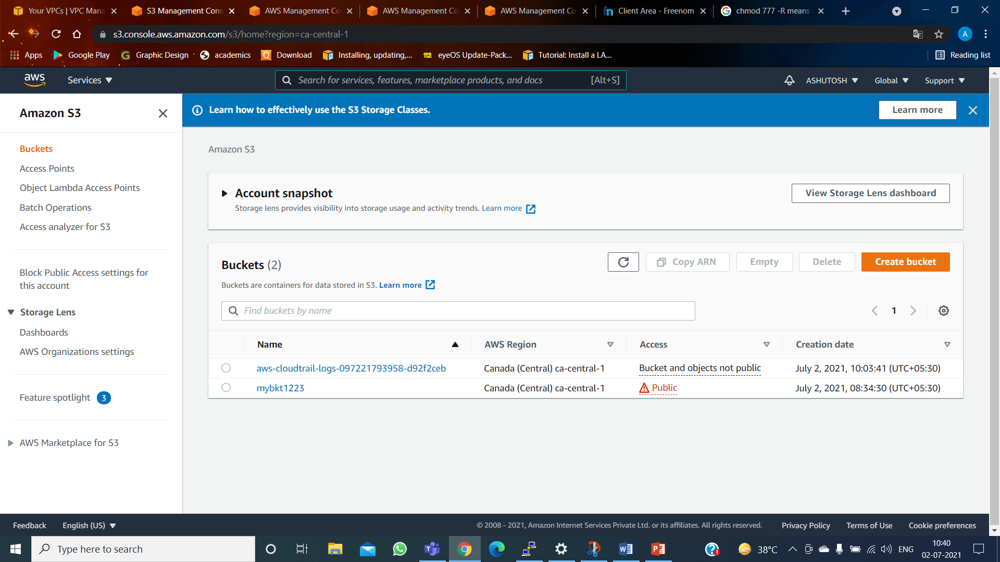 Your VPCs | VPC Mana
S3 Management Cons
AWS Management Co
AWS Management Co
AWS Management Co
Client Area - Freenom
chmod 777 -R means
s3.console.aws.amazon.com/s3/home?region=ca-central-1
A
Apps
Google Play
Graphic Design
academics
Download
Installing, updating,...
eyeOS Update-Pack...
Tutorial: Install a LA...
Reading list
aws
Services
Search for services, features, marketplace products, and docs
[Alt+S]
ASHUTOSH
Global
Support
Amazon S3
Learn how to effectively use the S3 Storage Classes.
Learn more
Buckets
Access Points
Object Lambda Access Points
Batch Operations
Access analyzer for S3
Block Public Access settings for
this account
Storage Lens
Dashboards
AWS Organizations settings
Feature spotlight 3
AWS Marketplace for S3
Amazon S3
Account snapshot
View Storage Lens dashboard
Storage lens provides visibility into storage usage and activity trends. Learn more
Buckets (2)
Copy ARN
Empty
Delete
Create bucket
Buckets are containers for data stored in S3. Learn more
Find buckets by name
1
Name AWS Region Access Creation date
aws-cloudtrail-logs-097221793958-d92f2ceb Canada (Central) ca-central-1 Bucket and objects not public July 2, 2021, 10:03:41 (UTC+05:30)
mybkt1223 Canada (Central) ca-central-1 Public July 2, 2021, 08:34:30 (UTC+05:30)
Feedback
English (US)
© 2008 - 2021, Amazon Internet Services Private Ltd. or its affiliates. All rights reserved.
Privacy Policy
Terms of Use
Cookie preferences
Type here to search
38°C
ENG
10:40
02-07-2021